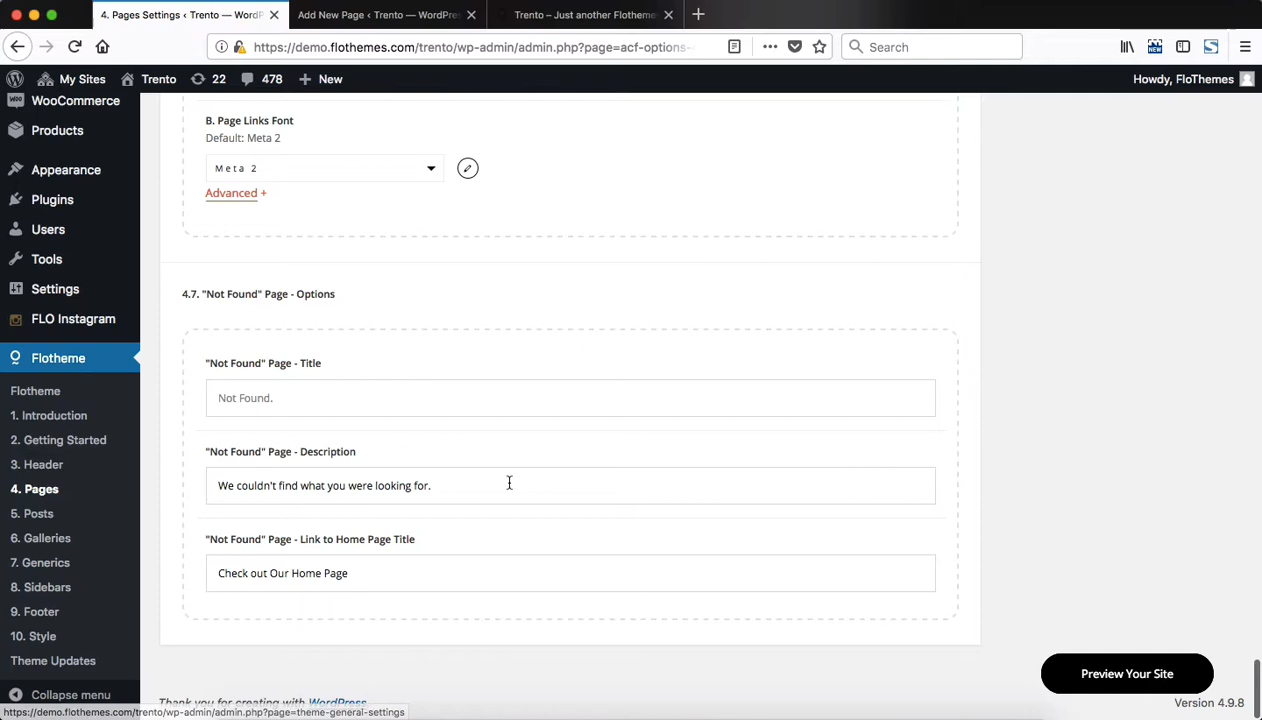 4. Pages Settings ‹ Trento — WordP
Add New Page ‹ Trento — WordPres
Trento – Just another Flotheme
https://demo.flothemes.com/trento/wp-admin/admin.php?page=acf-options-
Search
My Sites
Trento
22
478
New
Howdy, FloThemes
WooCommerce
Products
Appearance
Plugins
Users
Tools
Settings
FLO Instagram
Flotheme
Flotheme
1. Introduction
2. Getting Started
3. Header
4. Pages
5. Posts
6. Galleries
7. Generics
8. Sidebars
9. Footer
10. Style
Theme Updates
Collapse menu
B. Page Links Font
Default: Meta 2
Meta 2
Advanced +
4.7. "Not Found" Page - Options
"Not Found" Page - Title
Not Found.
"Not Found" Page - Description
We couldn't find what you were looking for.
"Not Found" Page - Link to Home Page Title
Check out Our Home Page
Preview Your Site
Thank you for creating with WordPress
Version 4.9.8
https://demo.flothemes.com/trento/wp-admin/admin.php?page=theme-general-settings